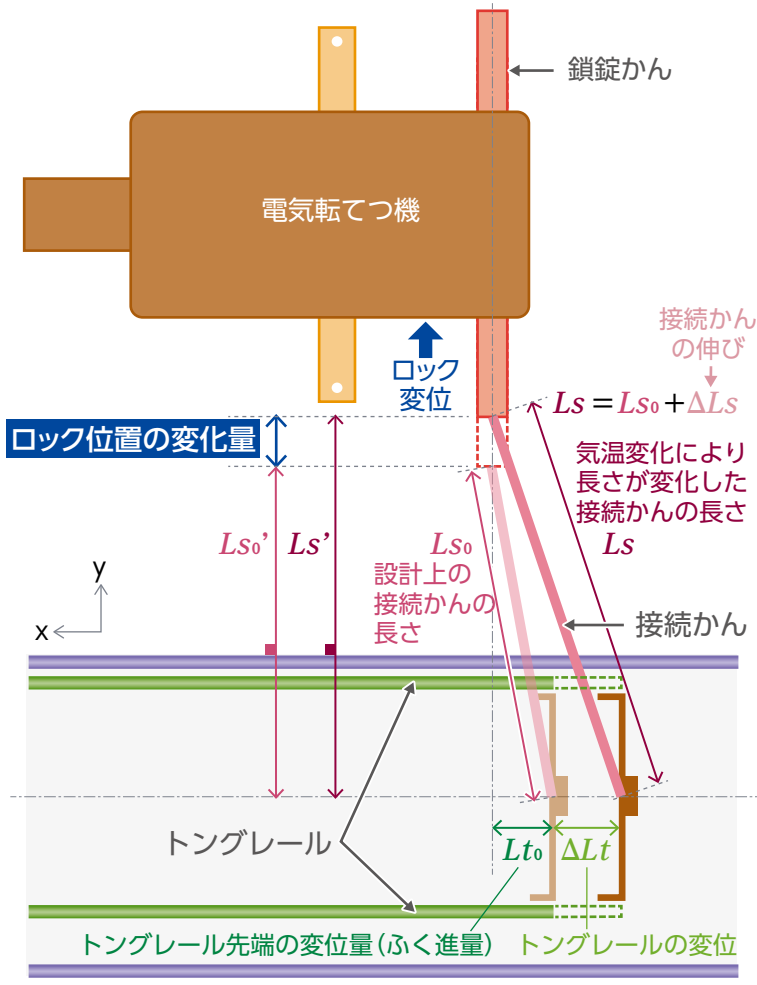 鎖錠かん
電気転てつ機
接続かん
の伸び
ロック
変位
Ls＝Ls₀＋ΔLs
ロック位置の変化量
気温変化により
長さが変化した
接続かんの長さ
Ls
Ls₀’
Ls’
Ls₀
設計上の
接続かんの
長さ
y
x
接続かん
トングレール
Lt₀
ΔLt
トングレール先端の変位量（ふく進量）
トングレールの変位